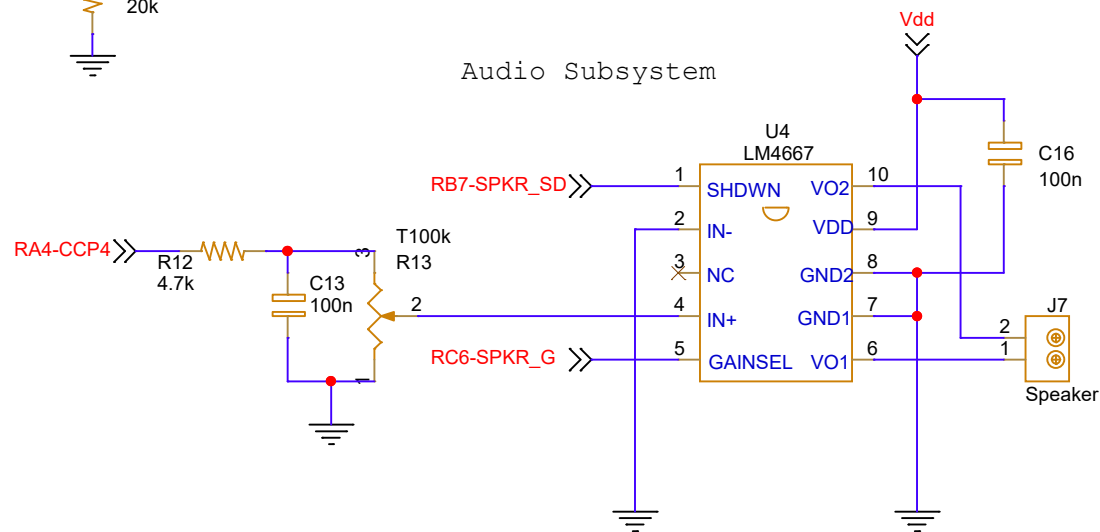 20k
Vdd
Audio Subsystem
U4
LM4667
C16
100n
RB7-SPKR_SD
1
SHDWN
VO2
10
2
IN-
VDD
9
RA4-CCP4
R12
4.7k
3
T100k
R13
C13
100n
3
NC
GND2
8
2
4
IN+
GND1
7
J7
2
1
RC6-SPKR_G
5
GAINSEL
VO1
6
1
Speaker